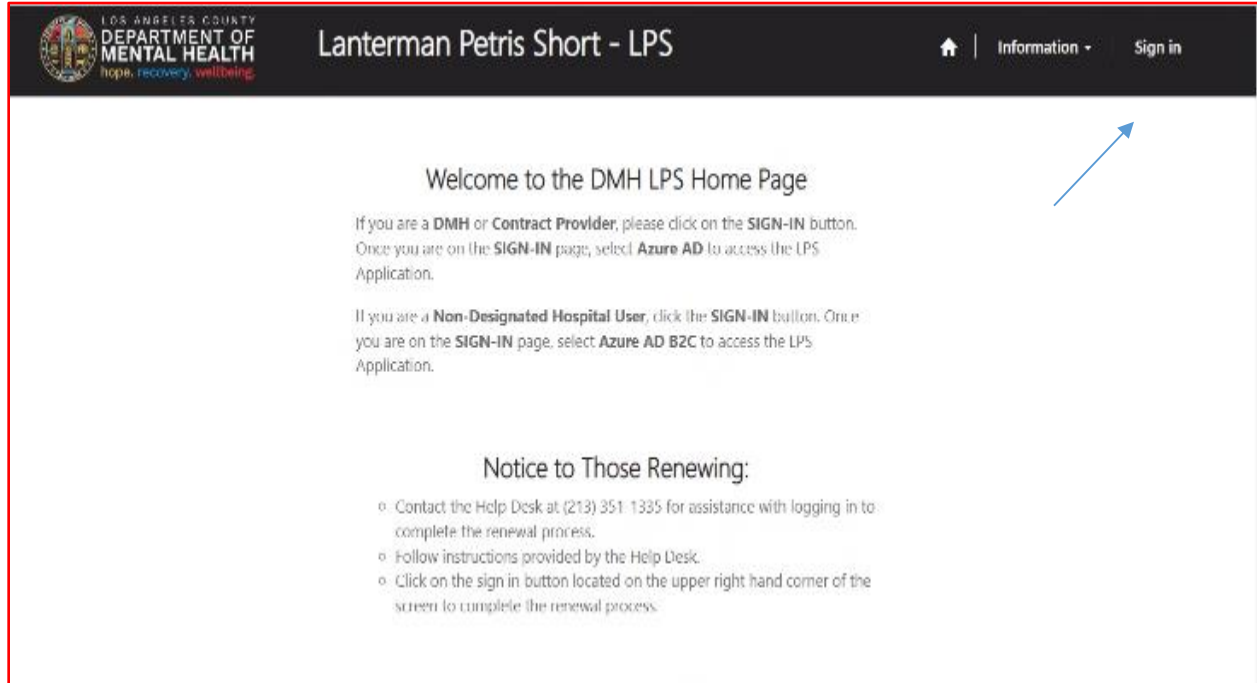 LOS ANGELES COUNTY
DEPARTMENT OF
MENTAL HEALTH
hope. recovery. wellbeing.
Lanterman Petris Short - LPS
Information
Sign in
Welcome to the DMH LPS Home Page
If you are a DMH or Contract Provider, please click on the SIGN-IN button.
Once you are on the SIGN-IN page, select Azure AD to access the LPS
Application.
If you are a Non-Designated Hospital User, click the SIGN-IN button. Once
you are on the SIGN-IN page, select Azure AD B2C to access the LPS
Application.
Notice to Those Renewing:
Contact the Help Desk at (213) 351-1335 for assistance with logging in to
complete the renewal process.
Follow instructions provided by the Help Desk.
Click on the sign in button located on the upper right hand corner of the
screen to complete the renewal process.